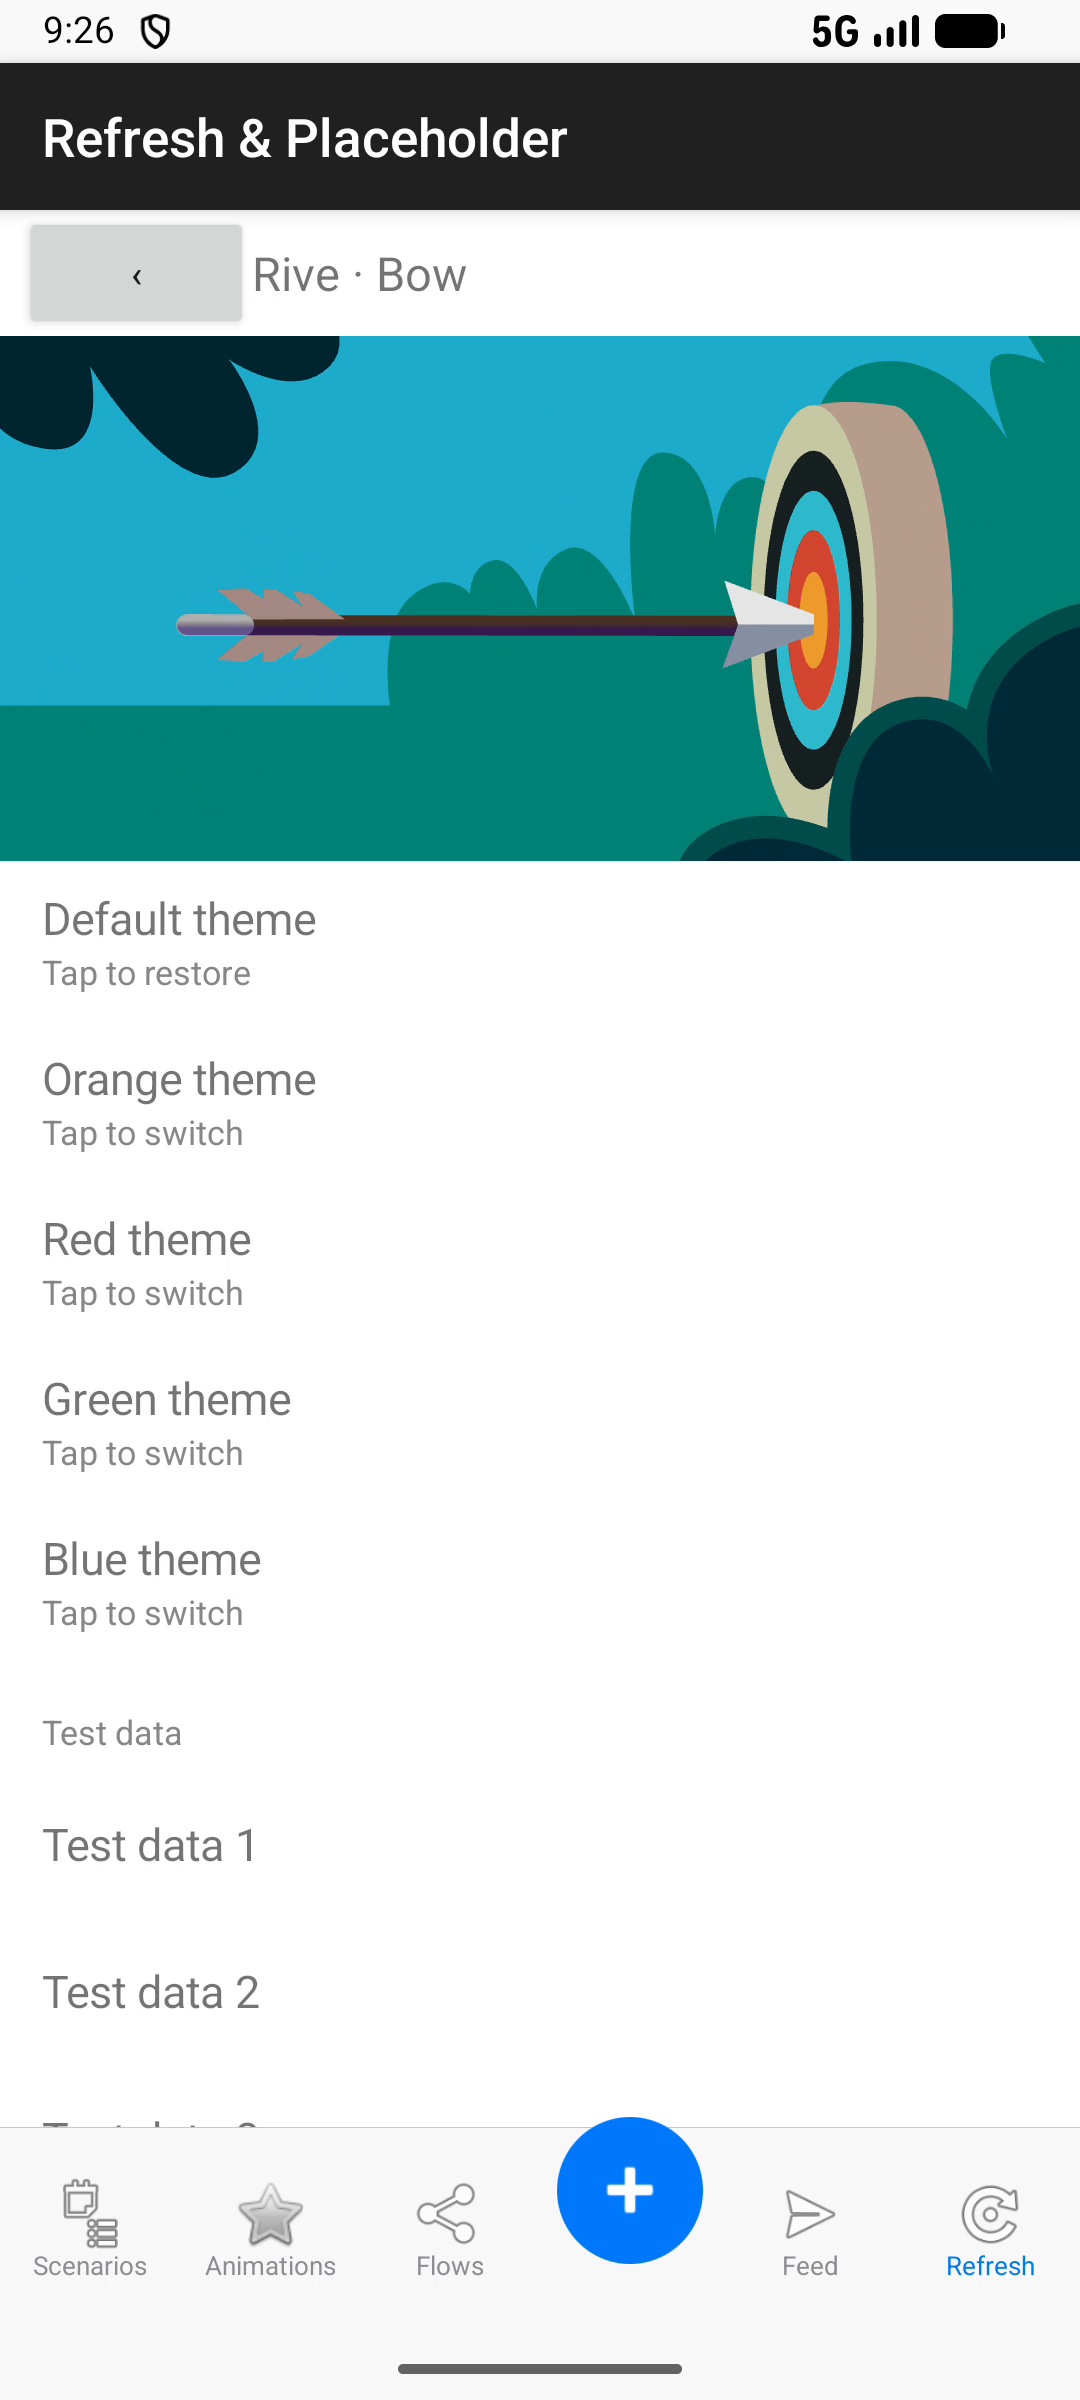 9:26
5G
Refresh & Placeholder
‹
Rive · Bow
Default theme
Tap to restore
Orange theme
Tap to switch
Red theme
Tap to switch
Green theme
Tap to switch
Blue theme
Tap to switch
Test data
Test data 1
Test data 2
Scenarios
Animations
Flows
Feed
Refresh